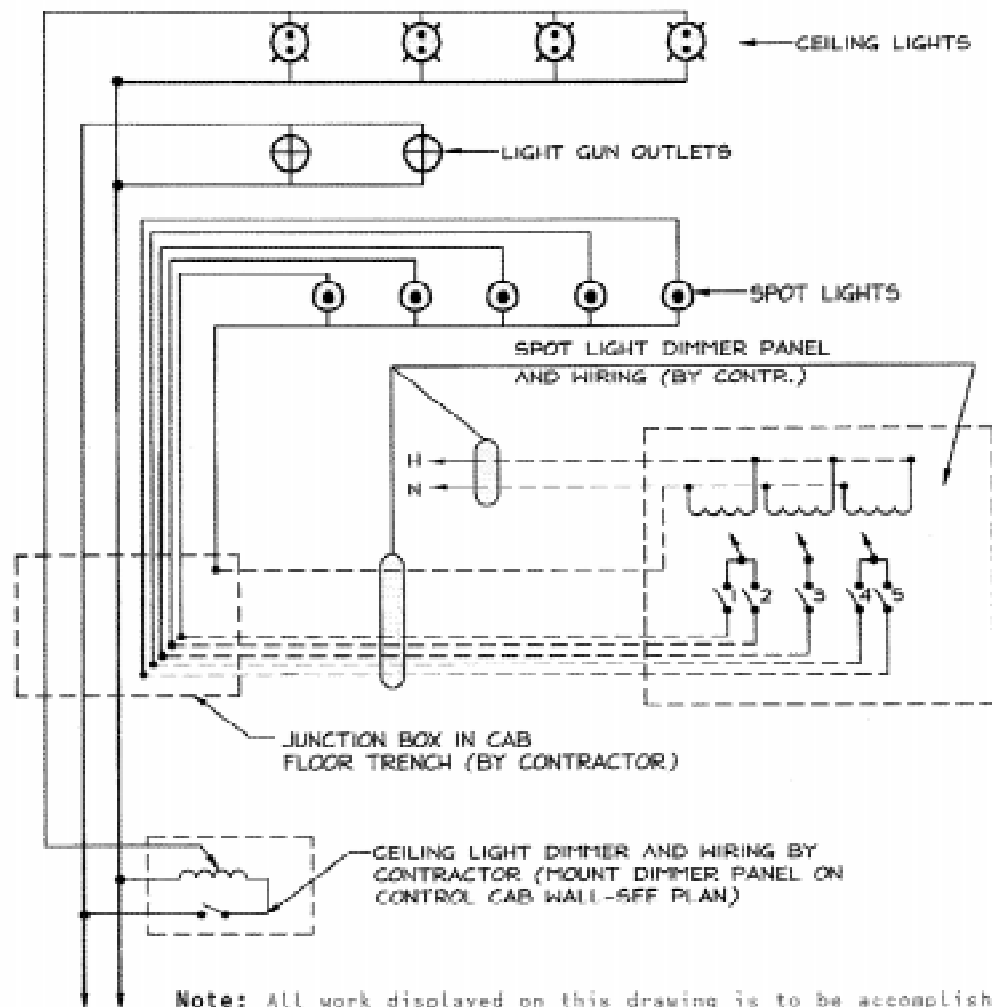 CEILING LIGHTS
LIGHT GUN OUTLETS
SPOT LIGHTS
SPOT LIGHT DIMMER PANEL
AND WIRING (BY CONTR.)
H
N
1 2 3 4 5
JUNCTION BOX IN CAB
FLOOR TRENCH (BY CONTRACTOR)
CEILING LIGHT DIMMER AND WIRING BY
CONTRACTOR (MOUNT DIMMER PANEL ON
CONTROL CAB WALL-SEE PLAN)
Note: All work displayed on this drawing is to be accomplish